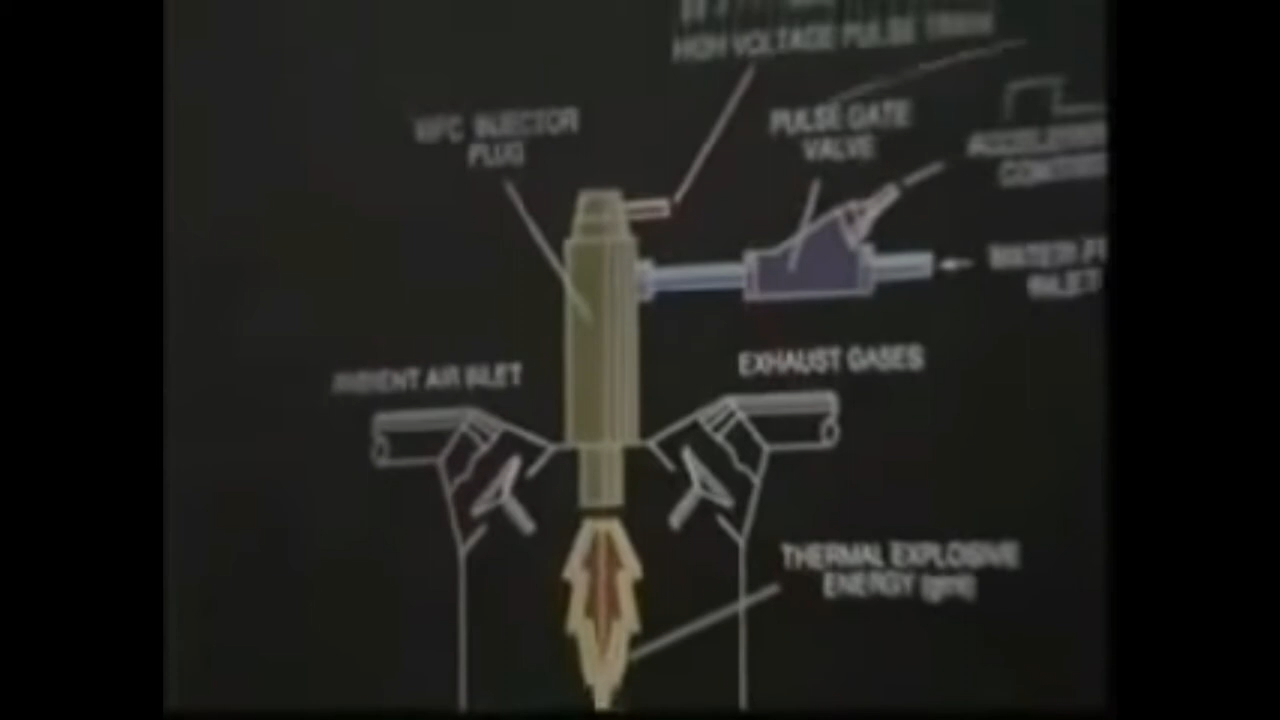 HIGH VOLTAGE PULSE TRAIN
WFC INJECTOR
PLUG
PULSE GATE
VALVE
INLET
AMBIENT AIR INLET
EXHAUST GASES
THERMAL EXPLOSIVE
ENERGY (gtnt)